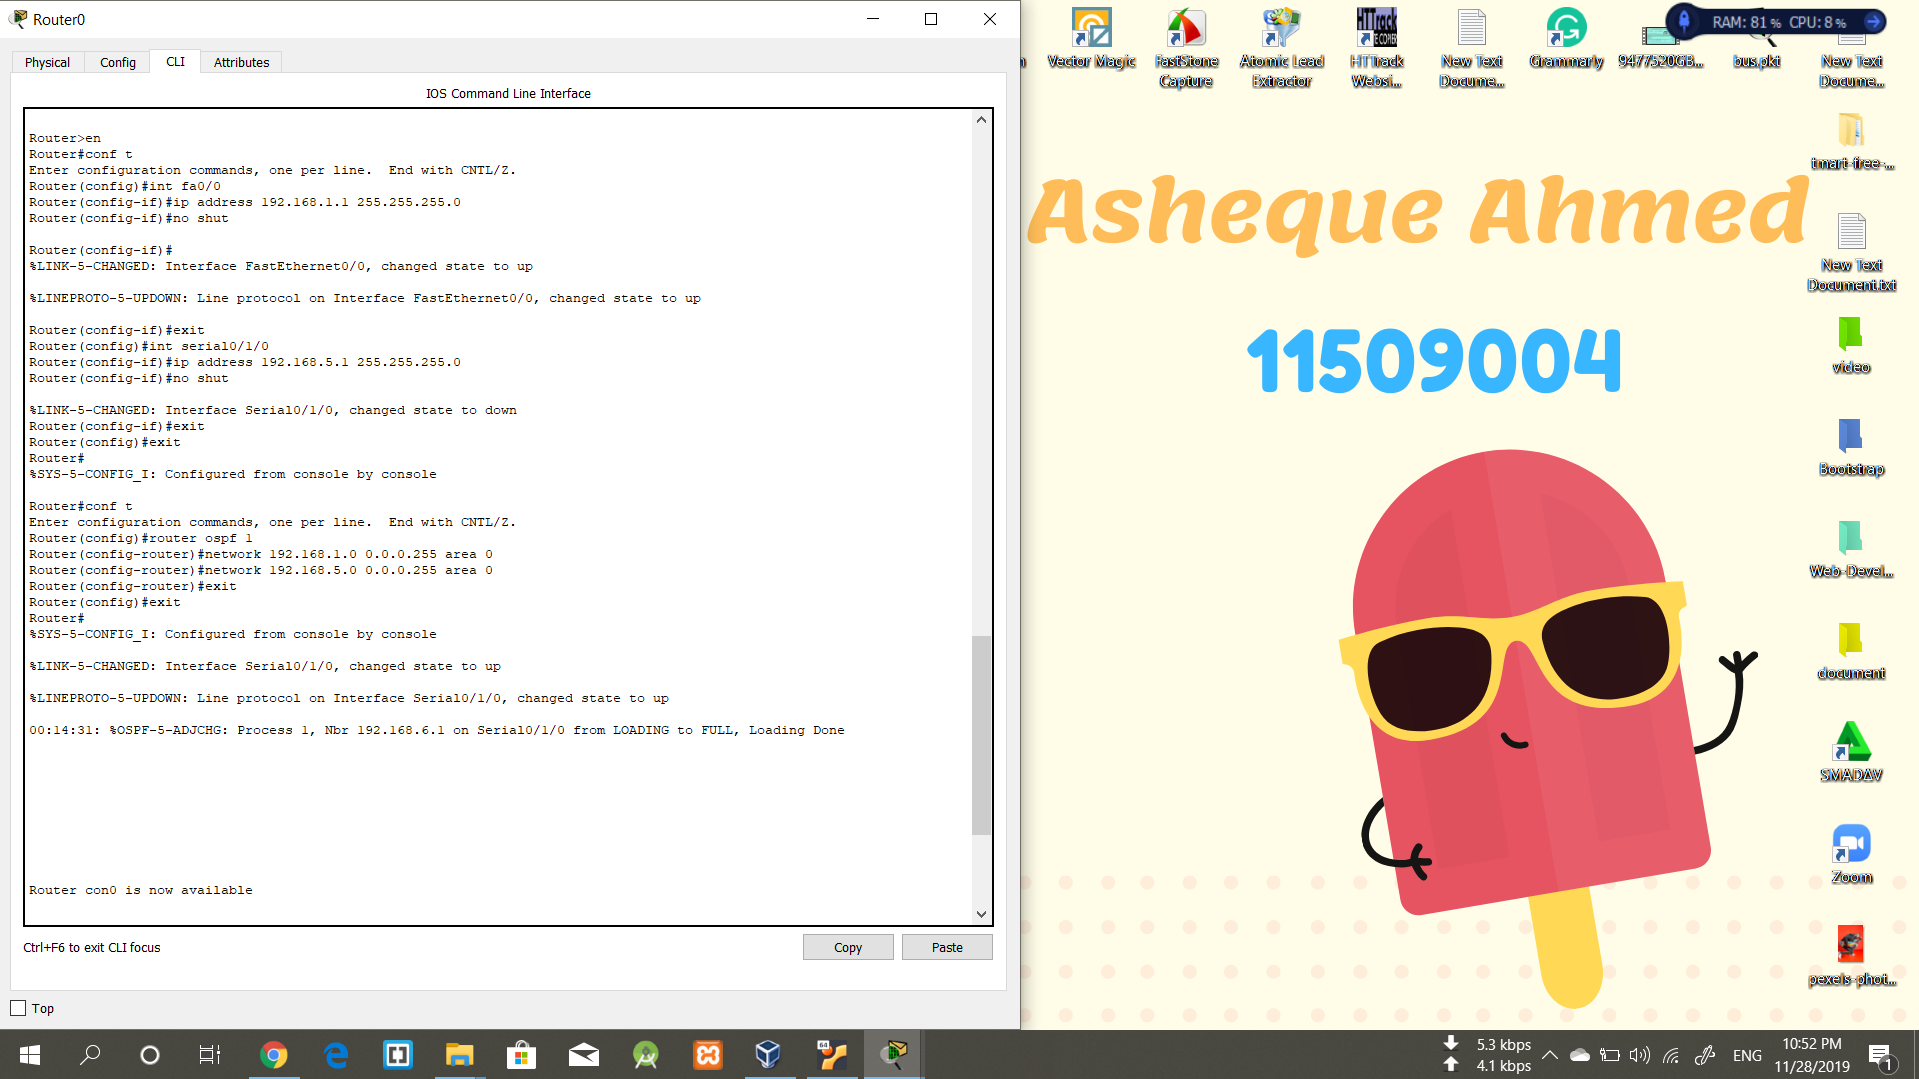 Router0
Physical
Config
CLI
Attributes
IOS Command Line Interface
Router>en
Router#conf t
Enter configuration commands, one per line.  End with CNTL/Z.
Router(config)#int fa0/0
Router(config-if)#ip address 192.168.1.1 255.255.255.0
Router(config-if)#no shut
Router(config-if)#
%LINK-5-CHANGED: Interface FastEthernet0/0, changed state to up
%LINEPROTO-5-UPDOWN: Line protocol on Interface FastEthernet0/0, changed state to up
Router(config-if)#exit
Router(config)#int serial0/1/0
Router(config-if)#ip address 192.168.5.1 255.255.255.0
Router(config-if)#no shut
%LINK-5-CHANGED: Interface Serial0/1/0, changed state to down
Router(config-if)#exit
Router(config)#exit
Router#
%SYS-5-CONFIG_I: Configured from console by console
Router#conf t
Enter configuration commands, one per line.  End with CNTL/Z.
Router(config)#router ospf 1
Router(config-router)#network 192.168.1.0 0.0.0.255 area 0
Router(config-router)#network 192.168.5.0 0.0.0.255 area 0
Router(config-router)#exit
Router(config)#exit
Router#
%SYS-5-CONFIG_I: Configured from console by console
%LINK-5-CHANGED: Interface Serial0/1/0, changed state to up
%LINEPROTO-5-UPDOWN: Line protocol on Interface Serial0/1/0, changed state to up
00:14:31: %OSPF-5-ADJCHG: Process 1, Nbr 192.168.6.1 on Serial0/1/0 from LOADING to FULL, Loading Done
Router con0 is now available
Ctrl+F6 to exit CLI focus
Copy
Paste
Top
RAM: 81 % CPU: 8 %
HTTrack
Vector Magic
FastStone
Capture
Atomic Lead
Extractor
HTTrack
Websi...
New Text
Docume...
Grammarly
9477520GB...
bus.pkt
New Text
Docume...
tmart-free-...
Asheque Ahmed
11509004
New Text
Document.txt
video
Bootstrap
Web-Devel...
document
SMADAV
Zoom
pexels-phot...
64
5.3 kbps
4.1 kbps
ENG
10:52 PM
11/28/2019
1